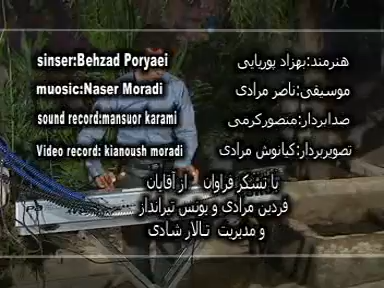 sinser:Behzad Poryaei
هنرمند:بهزاد پوریایی
muosic:Naser Moradi
موسیقی:ناصر مرادی
sound record:mansuor karami
صدابردار:منصورکرمی
Video record: kianoush moradi
تصویربردار:کیانوش مرادی
با تشکر فراوان از آقایان
فردین مرادی و یونس تیرانداز
و مدیریت تالار شادی